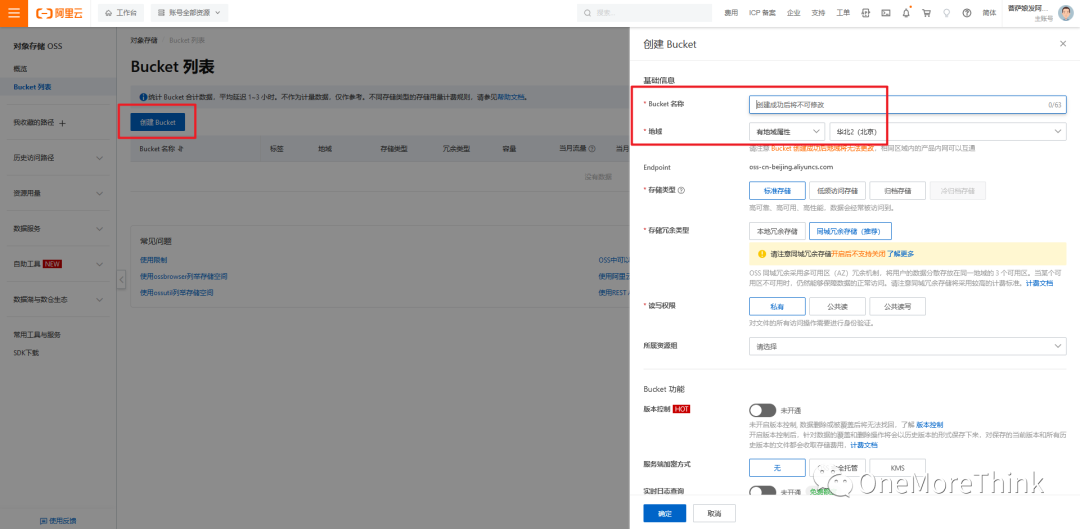 阿里云
工作台
账号全部资源
搜索...
费用 ICP 备案 企业 支持 工单 简体
主账号
对象存储 OSS
概览
Bucket 列表
我收藏的路径
历史访问路径
资源用量
数据服务
自助工具 NEW
数据湖与数仓生态
常用工具与服务
SDK下载
使用反馈
对象存储 Bucket 列表
Bucket 列表
统计 Bucket 合计数据，平均延迟 1~3 小时。不作为计量数据，仅作参考。不同存储类型的存储用量计算规则，请参见帮助文档。
创建 Bucket
Bucket 名称 标签 地域 存储类型 冗余类型 容量 当月流量 当月
没有数据
常见问题
使用限制
OSS中可以
使用ossbrowser列举存储空间
使用阿里云
使用ossutil列举存储空间
使用REST
创建 Bucket
基础信息
* Bucket 名称
创建成功后将不可修改
0/63
* 地域
有地域属性
华北2（北京）
请注意 Bucket 创建成功后地域将无法更改。相同区域内的产品内网可以互通
Endpoint
oss-cn-beijing.aliyuncs.com
* 存储类型
标准存储 低频访问存储 归档存储 冷归档存储
高可靠、高可用、高性能，数据会经常被访问到。
* 存储冗余类型
本地冗余存储 同城冗余存储（推荐）
请注意同城冗余存储开启后不支持关闭 了解更多
OSS 同城冗余采用多可用区（AZ）冗余机制，将用户的数据分散存放在同一地域的 3 个可用区。当某个可
用区不可用时，仍然能够保障数据的正常访问。请注意同城冗余存储将采用较高的计费标准。计费文档
* 读写权限
私有 公共读 公共读写
对文件的所有访问操作需要进行身份验证。
所属资源组
请选择
Bucket 功能
版本控制 HOT
未开通
未开启版本控制，数据删除或被覆盖后将无法找回，了解 版本控制
开启版本控制后，针对数据的覆盖和删除操作将会以历史版本的形式保存下来，对保存的当前版本和所有历
史版本的文件都会收取存储费用，计费文档
服务端加密方式
无 全托管 KMS
实时日志查询
未开通
确定 取消
OneMoreThink